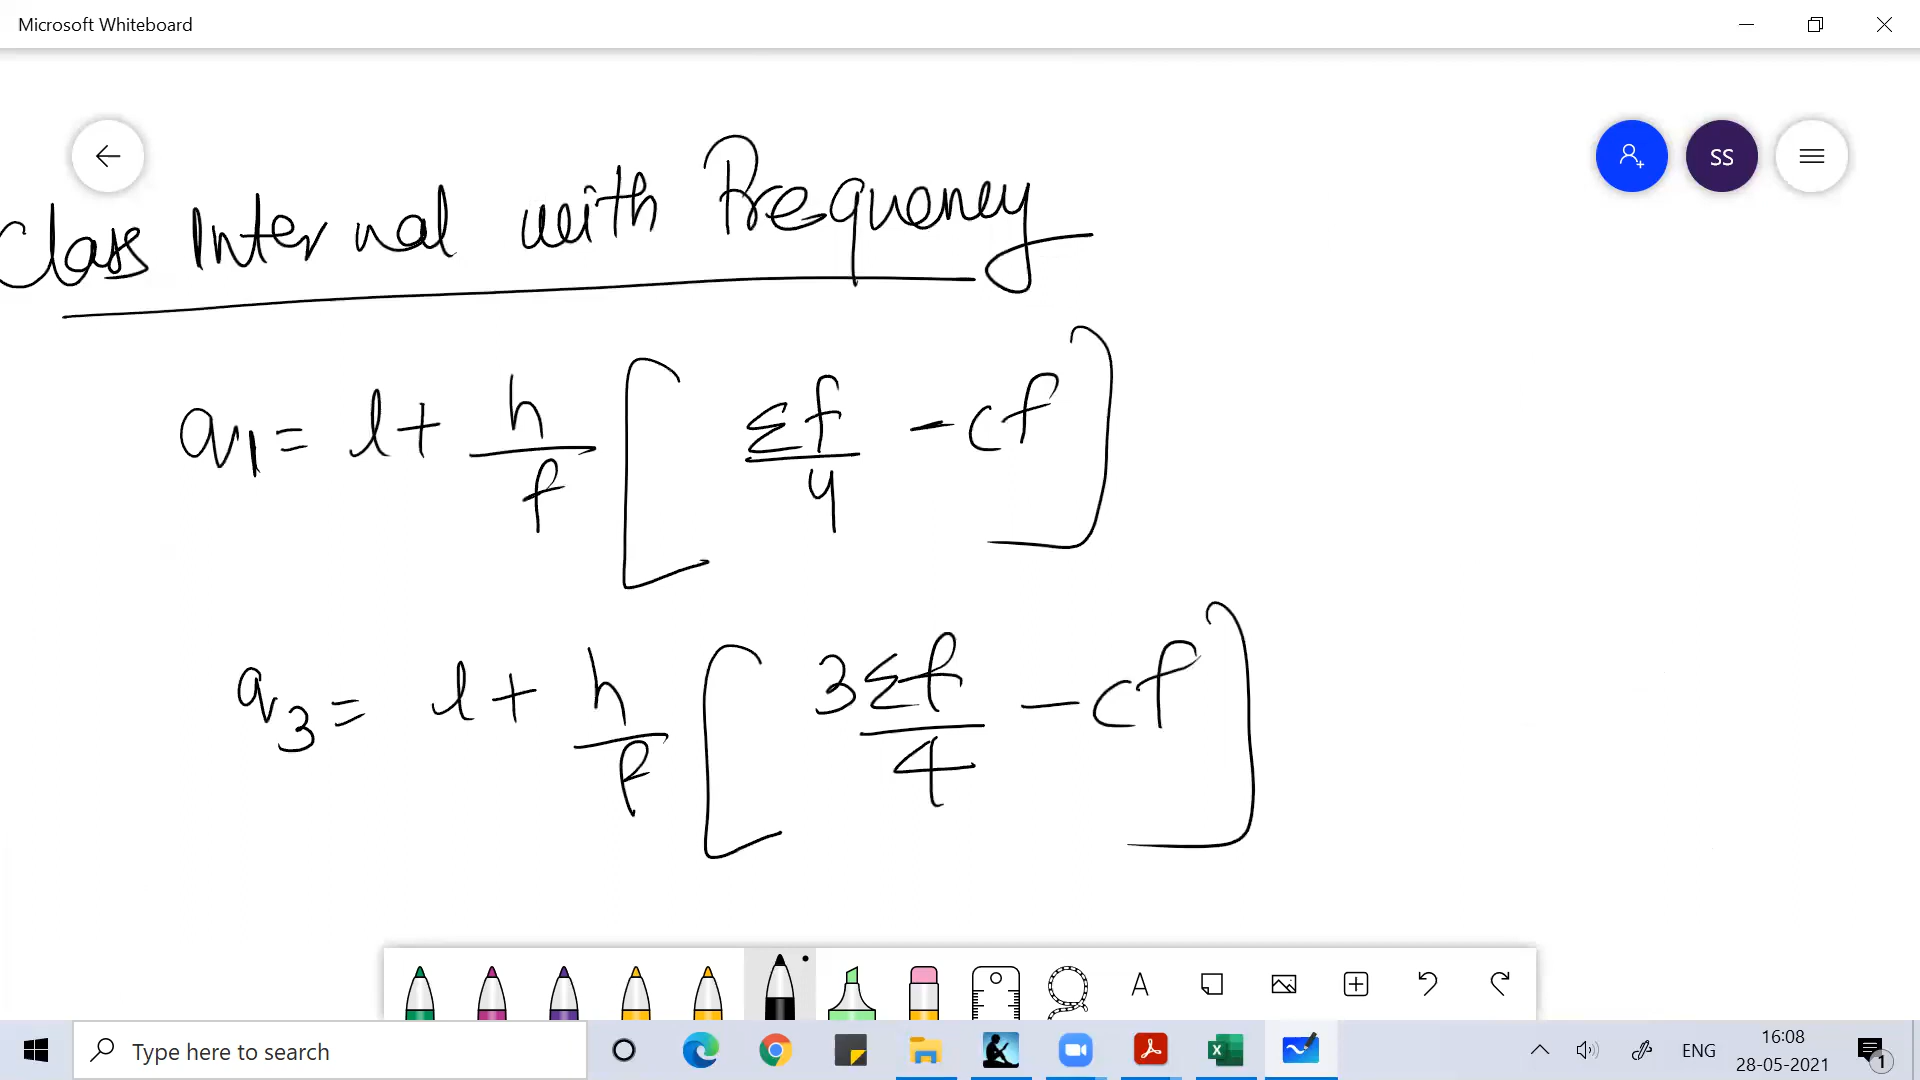 Microsoft Whiteboard
SS
Class Interval with Frequency
Q1 = l + h/f [ Σf/4 - cf ]
Q3 = l + h/f [ 3Σf/4 - cf ]
A
Type here to search
ENG
16:08
28-05-2021
1